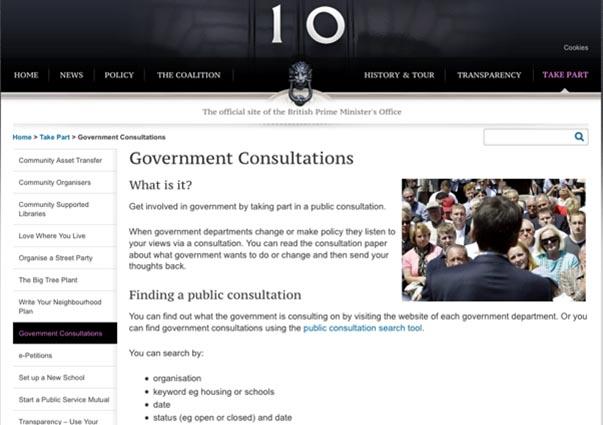 10
Cookies
HOME NEWS POLICY THE COALITION HISTORY & TOUR TRANSPARENCY TAKE PART
The official site of the British Prime Minister's Office
Home > Take Part > Government Consultations
Community Asset Transfer
Community Organisers
Community Supported
Libraries
Love Where You Live
Organise a Street Party
The Big Tree Plant
Write Your Neighbourhood
Plan
Government Consultations
e-Petitions
Set up a New School
Start a Public Service Mutual
Transparency – Use Your
Government Consultations
What is it?
Get involved in government by taking part in a public consultation.
When government departments change or make policy they listen to
your views via a consultation. You can read the consultation paper
about what government wants to do or change and then send your
thoughts back.
Finding a public consultation
You can find out what the government is consulting on by visiting the website of each government department. Or you
can find government consultations using the public consultation search tool.
You can search by:
• organisation
• keyword eg housing or schools
• date
• status (eg open or closed) and date